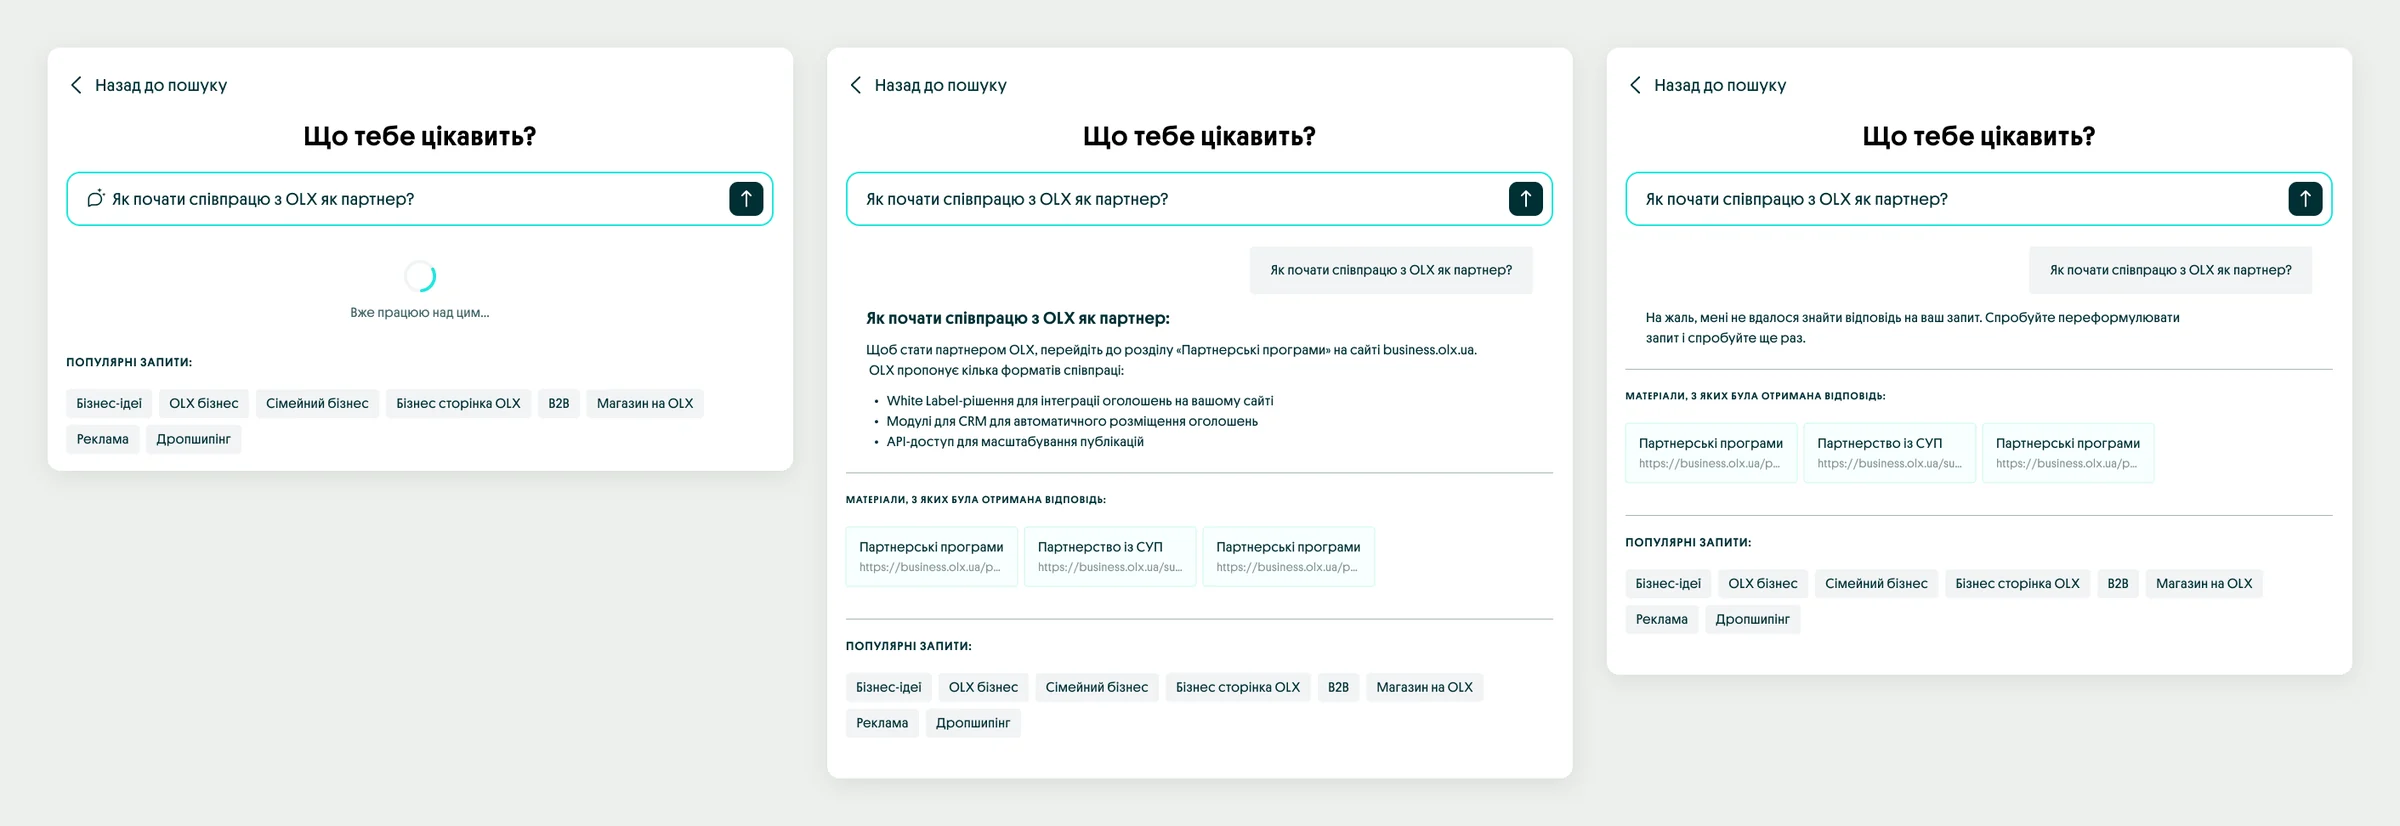 Назад до пошуку
Що тебе цікавить?
Як почати співпрацю з OLX як партнер?
Вже працюю над цим...
ПОПУЛЯРНІ ЗАПИТИ:
Бізнес-ідеї OLX бізнес Сімейний бізнес Бізнес сторінка OLX B2B Магазин на OLX
Реклама Дропшипінг
Назад до пошуку
Що тебе цікавить?
Як почати співпрацю з OLX як партнер?
Як почати співпрацю з OLX як партнер?
Як почати співпрацю з OLX як партнер:
Щоб стати партнером OLX, перейдіть до розділу «Партнерські програми» на сайті business.olx.ua.
OLX пропонує кілька форматів співпраці:
• White Label-рішення для інтеграції оголошень на вашому сайті
• Модулі для CRM для автоматичного розміщення оголошень
• API-доступ для масштабування публікацій
МАТЕРІАЛИ, З ЯКИХ БУЛА ОТРИМАНА ВІДПОВІДЬ:
Партнерські програми Партнерство із СУП Партнерські програми
https://business.olx.ua/p... https://business.olx.ua/su... https://business.olx.ua/p...
ПОПУЛЯРНІ ЗАПИТИ:
Бізнес-ідеї OLX бізнес Сімейний бізнес Бізнес сторінка OLX B2B Магазин на OLX
Реклама Дропшипінг
Назад до пошуку
Що тебе цікавить?
Як почати співпрацю з OLX як партнер?
Як почати співпрацю з OLX як партнер?
На жаль, мені не вдалося знайти відповідь на ваш запит. Спробуйте переформулювати
запит і спробуйте ще раз.
МАТЕРІАЛИ, З ЯКИХ БУЛА ОТРИМАНА ВІДПОВІДЬ:
Партнерські програми Партнерство із СУП Партнерські програми
https://business.olx.ua/p... https://business.olx.ua/su... https://business.olx.ua/p...
ПОПУЛЯРНІ ЗАПИТИ:
Бізнес-ідеї OLX бізнес Сімейний бізнес Бізнес сторінка OLX B2B Магазин на OLX
Реклама Дропшипінг